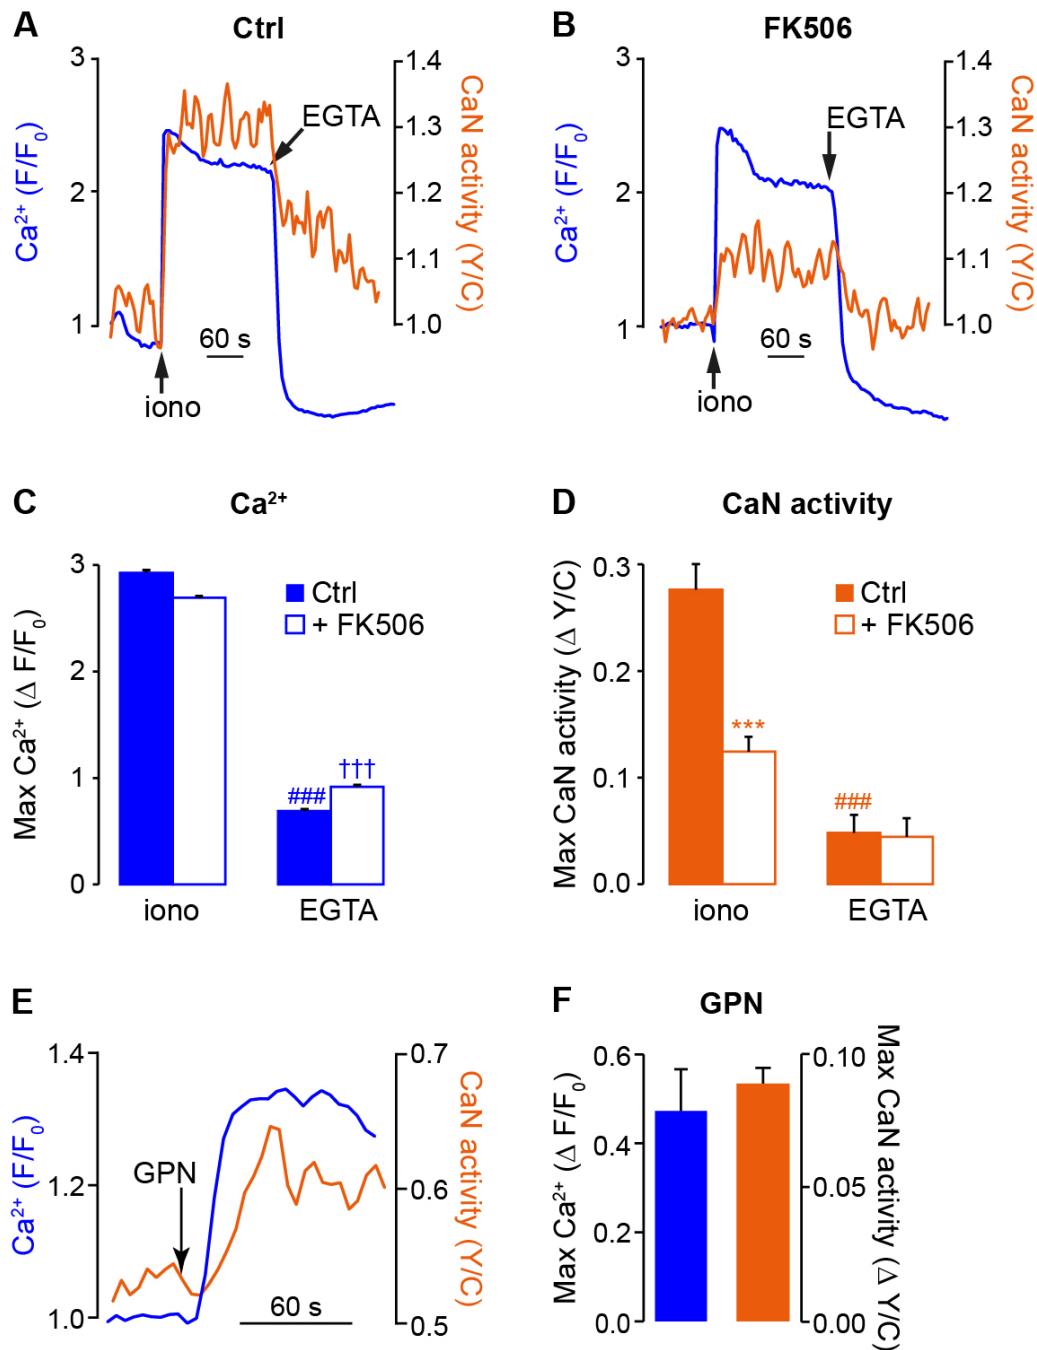 A
Ctrl
Ca²⁺ (F/F₀)
3
2
1
1.4
1.3
1.2
1.1
1.0
CaN activity (Y/C)
EGTA
60 s
iono
B
FK506
Ca²⁺ (F/F₀)
3
2
1
1.4
1.3
1.2
1.1
1.0
CaN activity (Y/C)
EGTA
60 s
iono
C
Ca²⁺
Max Ca²⁺ (Δ F/F₀)
3
2
1
0
Ctrl
+ FK506
###
†††
iono
EGTA
D
CaN activity
Max CaN activity (Δ Y/C)
0.3
0.2
0.1
0.0
Ctrl
+ FK506
***
###
iono
EGTA
E
Ca²⁺ (F/F₀)
1.4
1.2
1.0
GPN
60 s
0.7
0.6
0.5
CaN activity (Y/C)
F
GPN
Max Ca²⁺ (Δ F/F₀)
0.6
0.4
0.2
0.0
0.10
0.05
0.00
Max CaN activity (Δ Y/C)